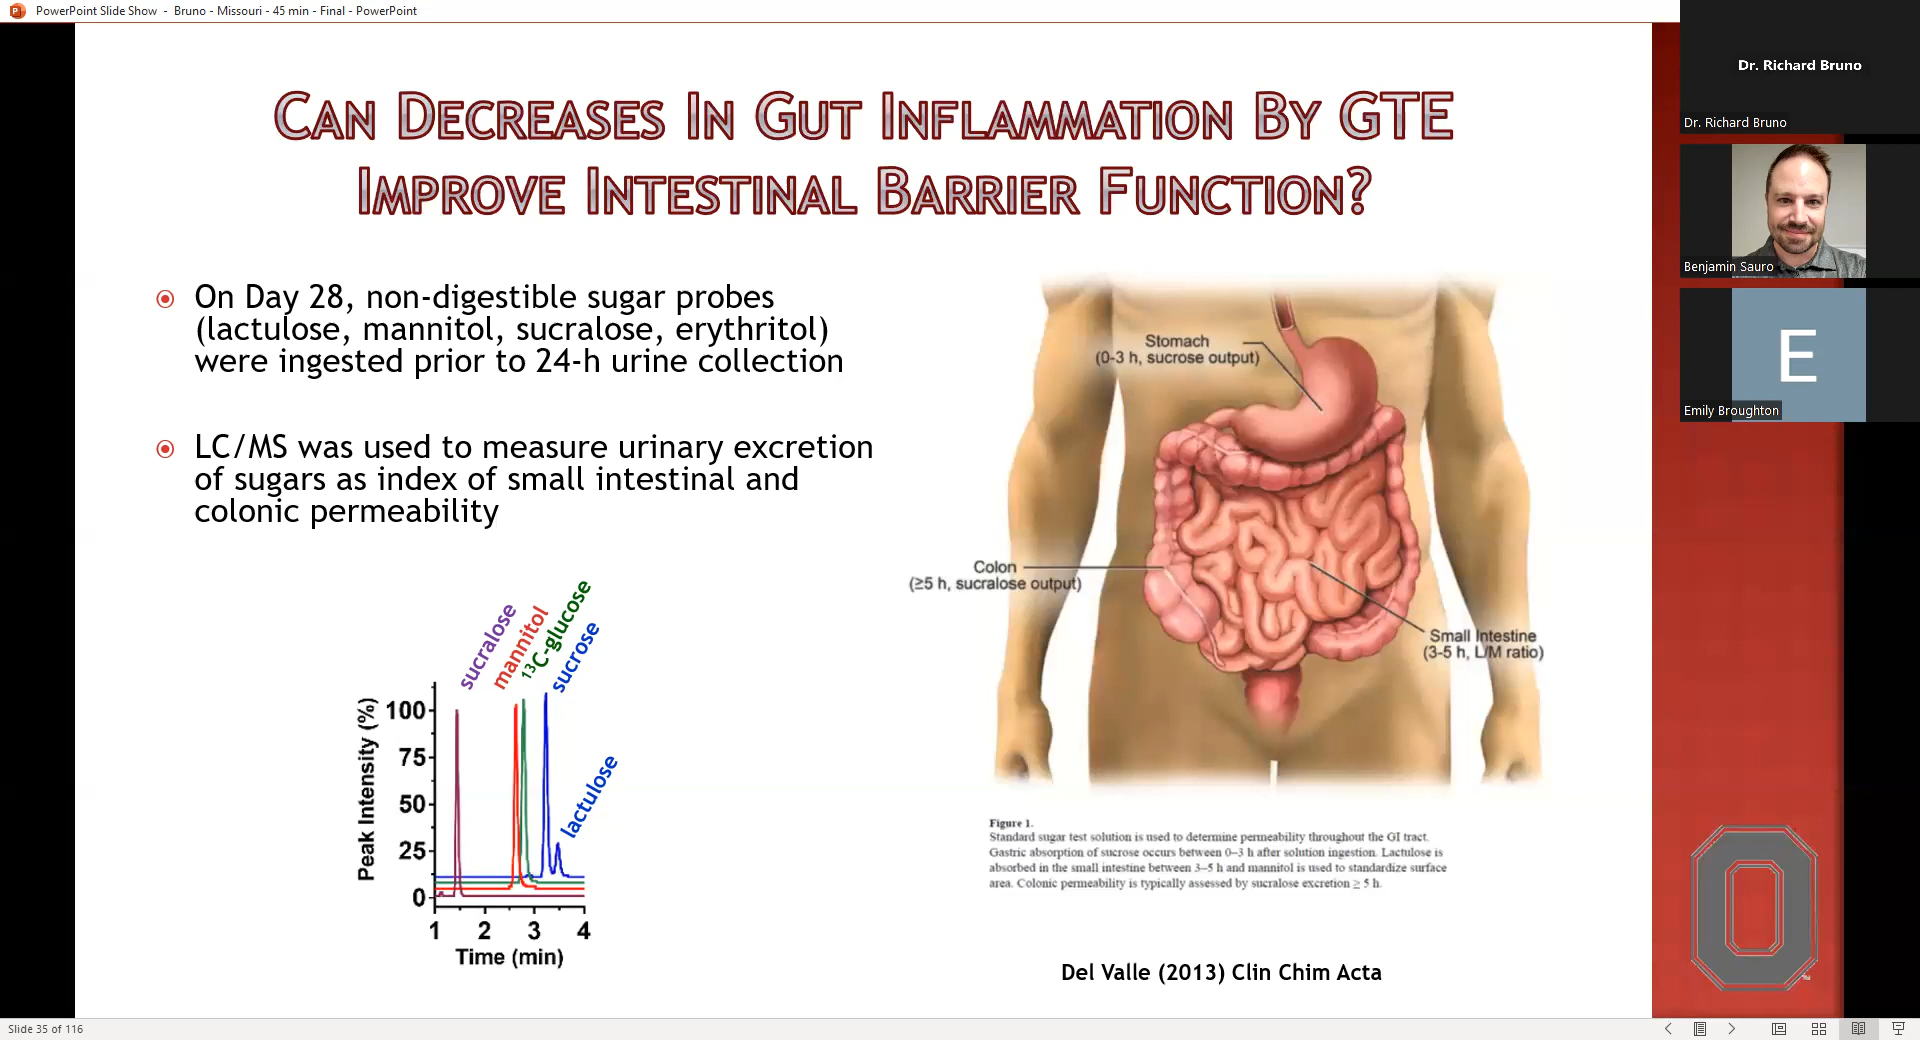 PowerPoint Slide Show - Bruno - Missouri - 45 min - Final - PowerPoint
CAN DECREASES IN GUT INFLAMMATION BY GTE
IMPROVE INTESTINAL BARRIER FUNCTION?
On Day 28, non-digestible sugar probes
(lactulose, mannitol, sucralose, erythritol)
were ingested prior to 24-h urine collection
LC/MS was used to measure urinary excretion
of sugars as index of small intestinal and
colonic permeability
sucralose
mannitol
¹³C-glucose
sucrose
lactulose
Peak Intensity (%)
100
75
50
25
0
1 2 3 4
Time (min)
Stomach
(0-3 h, sucrose output)
Colon
(≥5 h, sucralose output)
Small Intestine
(3-5 h, L/M ratio)
Figure 1.
Standard sugar test solution is used to determine permeability throughout the GI tract.
Gastric absorption of sucrose occurs between 0–3 h after solution ingestion. Lactulose is
absorbed in the small intestine between 3–5 h and mannitol is used to standardize surface
area. Colonic permeability is typically assessed by sucralose excretion ≥ 5 h.
Del Valle (2013) Clin Chim Acta
Dr. Richard Bruno
Dr. Richard Bruno
Benjamin Sauro
E
Emily Broughton
O
TM
Slide 35 of 116